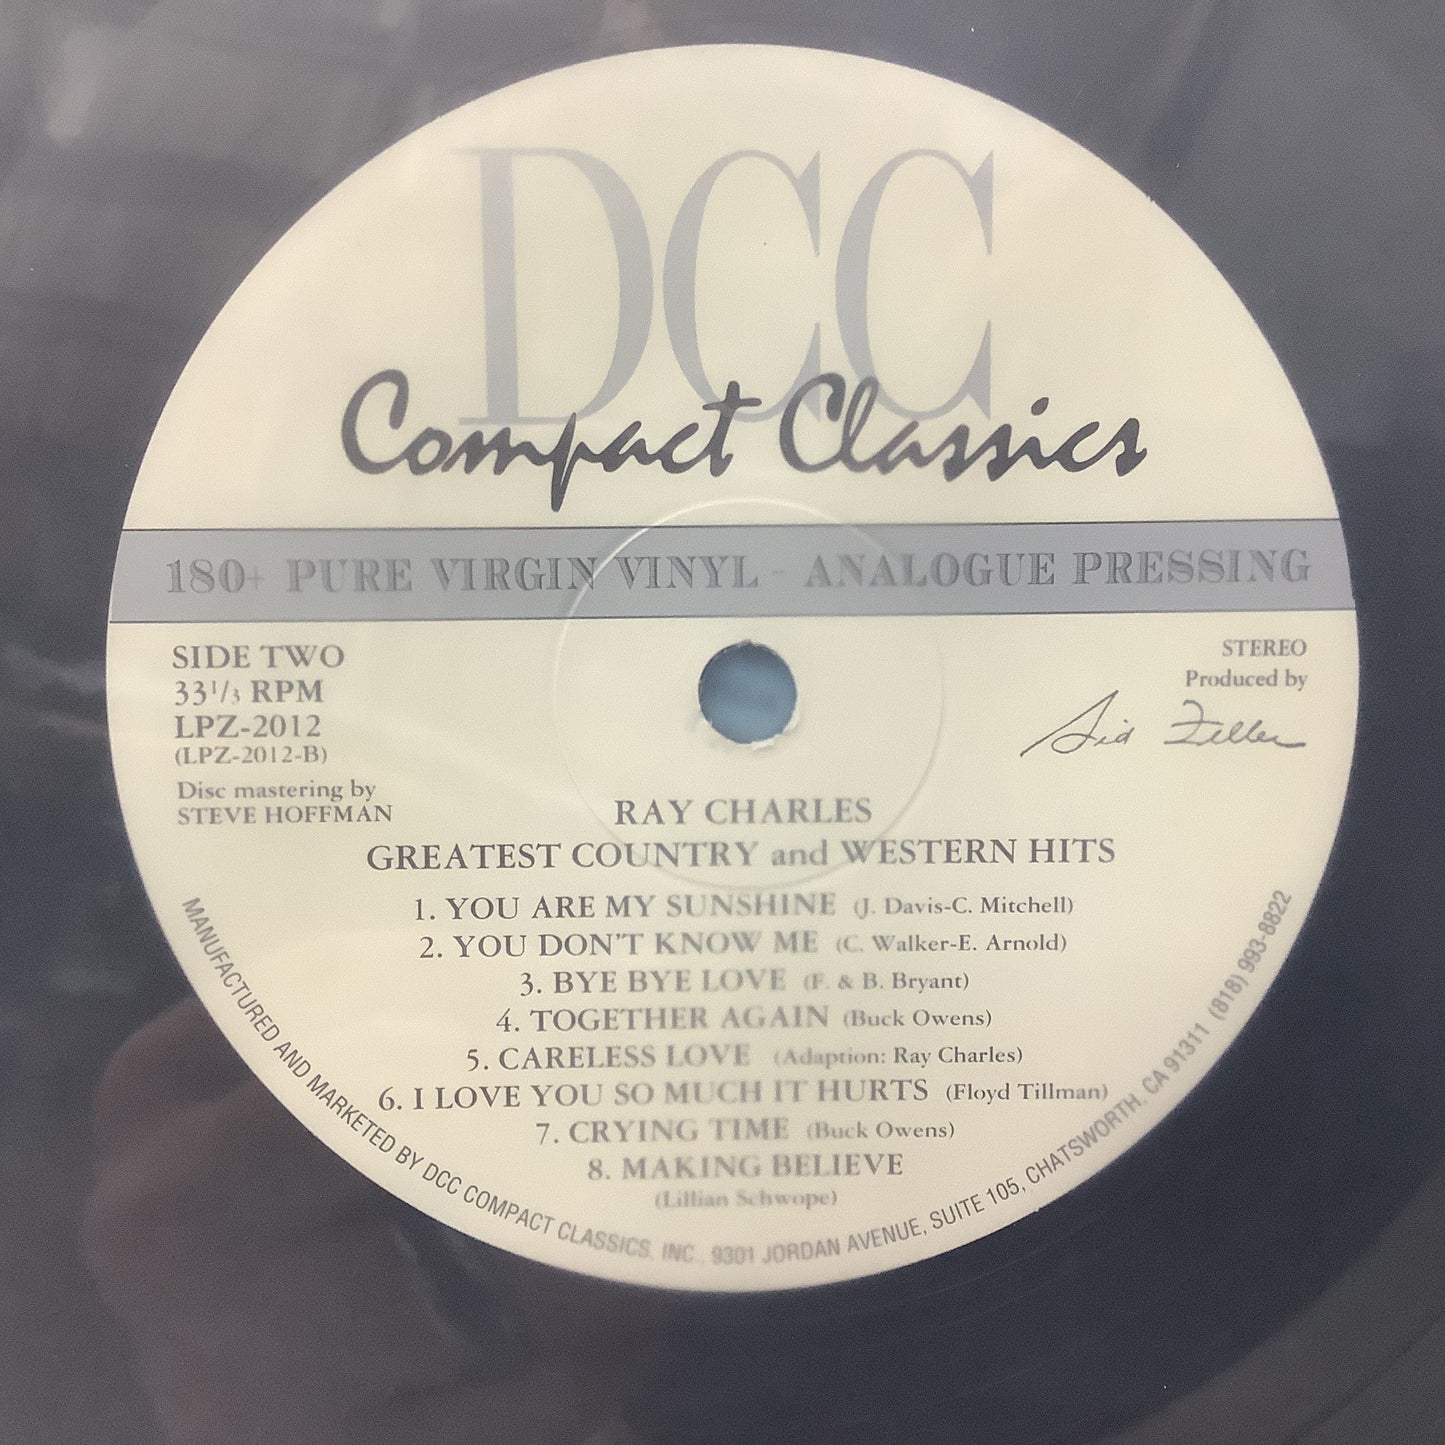 DCC
Compact Classics
180+ PURE VIRGIN VINYL - ANALOGUE PRESSING
SIDE TWO
33 1/3 RPM
LPZ-2012
(LPZ-2012-B)
Disc mastering by
STEVE HOFFMAN
STEREO
Produced by
Sid Feller
RAY CHARLES
GREATEST COUNTRY and WESTERN HITS
1. YOU ARE MY SUNSHINE (J. Davis-C. Mitchell)
2. YOU DON'T KNOW ME (C. Walker-E. Arnold)
3. BYE BYE LOVE (F. & B. Bryant)
4. TOGETHER AGAIN (Buck Owens)
5. CARELESS LOVE (Adaption: Ray Charles)
6. I LOVE YOU SO MUCH IT HURTS (Floyd Tillman)
7. CRYING TIME (Buck Owens)
8. MAKING BELIEVE
(Lillian Schwope)
MANUFACTURED AND MARKETED BY DCC COMPACT CLASSICS, INC., 9301 JORDAN AVENUE, SUITE 105, CHATSWORTH, CA 91311 (818) 993-8822